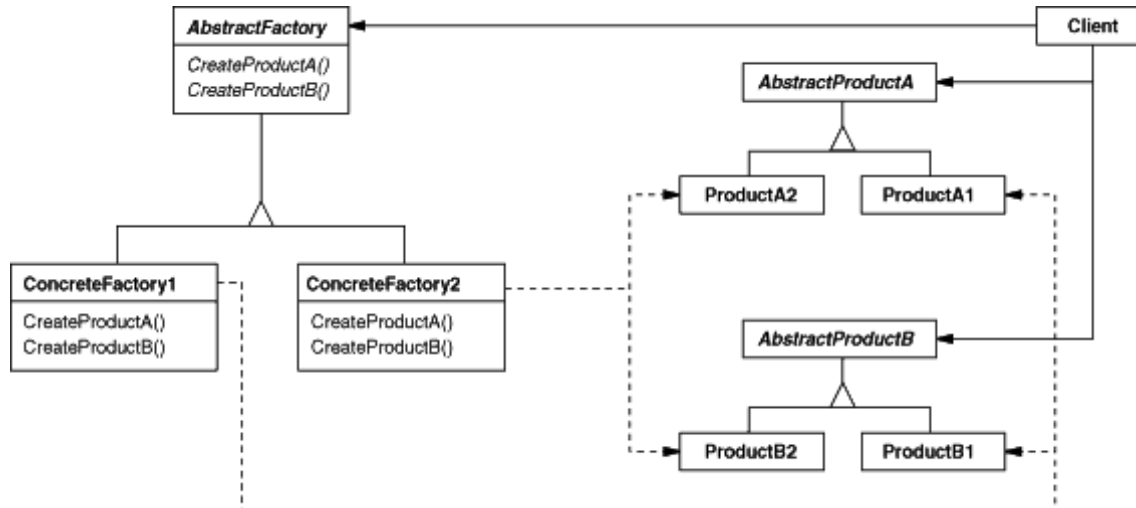 AbstractFactory
CreateProductA()
CreateProductB()
Client
AbstractProductA
ProductA2
ProductA1
ConcreteFactory1
CreateProductA()
CreateProductB()
ConcreteFactory2
CreateProductA()
CreateProductB()
AbstractProductB
ProductB2
ProductB1